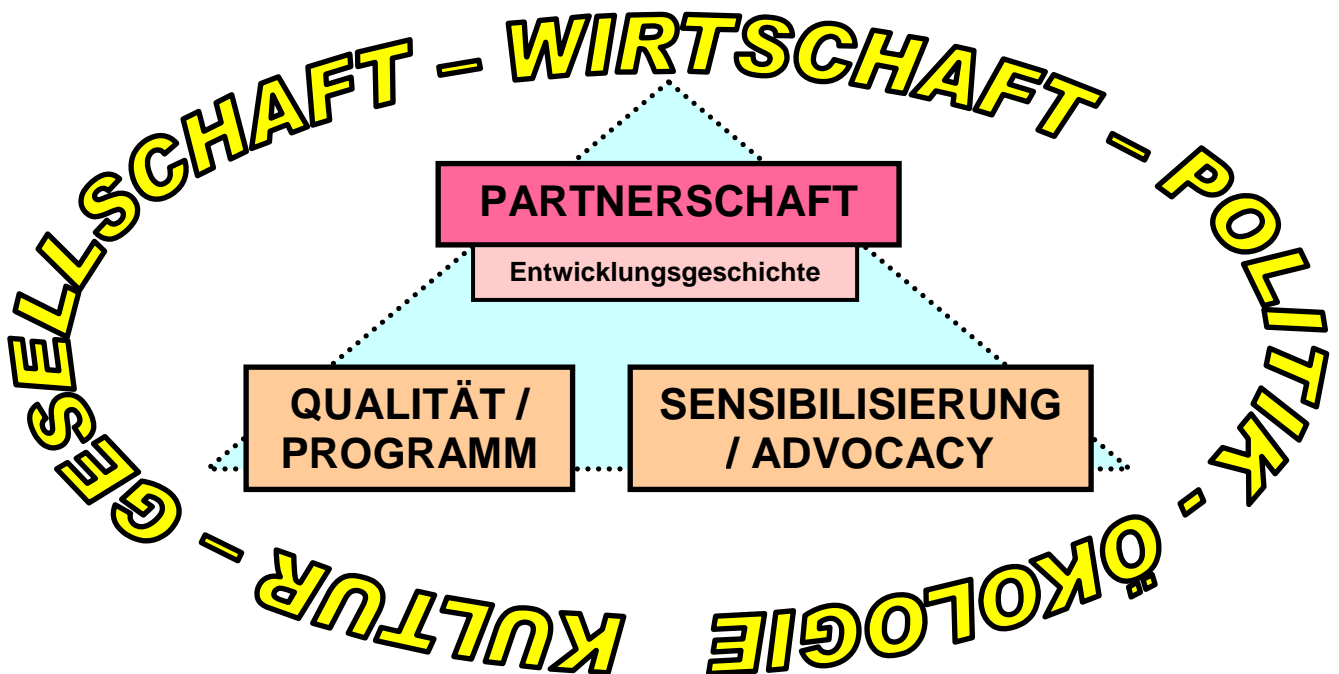 KULTUR – GESELLSCHAFT – WIRTSCHAFT – POLITIK - ÖKOLOGIE
PARTNERSCHAFT
Entwicklungsgeschichte
QUALITÄT /
PROGRAMM
SENSIBILISIERUNG
/ ADVOCACY